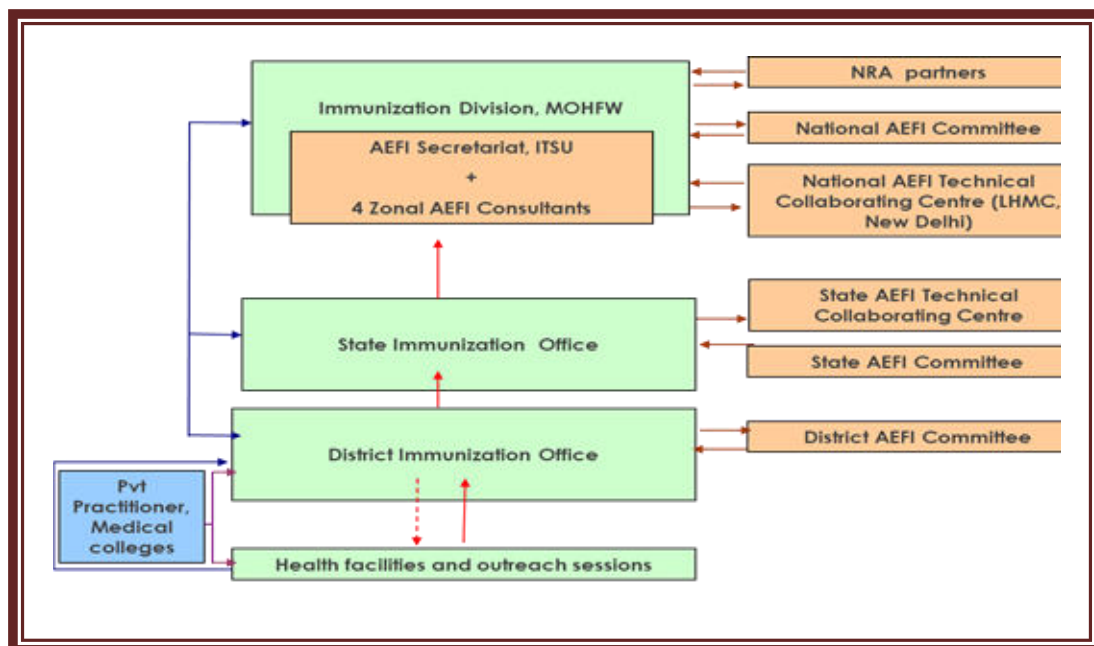 Immunization Division, MOHFW
AEFI Secretariat, ITSU
+
4 Zonal AEFI Consultants
NRA partners
National AEFI Committee
National AEFI Technical
Collaborating Centre (LHMC,
New Delhi)
State Immunization Office
State AEFI Technical
Collaborating Centre
State AEFI Committee
District Immunization Office
District AEFI Committee
Pvt
Practitioner,
Medical
colleges
Health facilities and outreach sessions